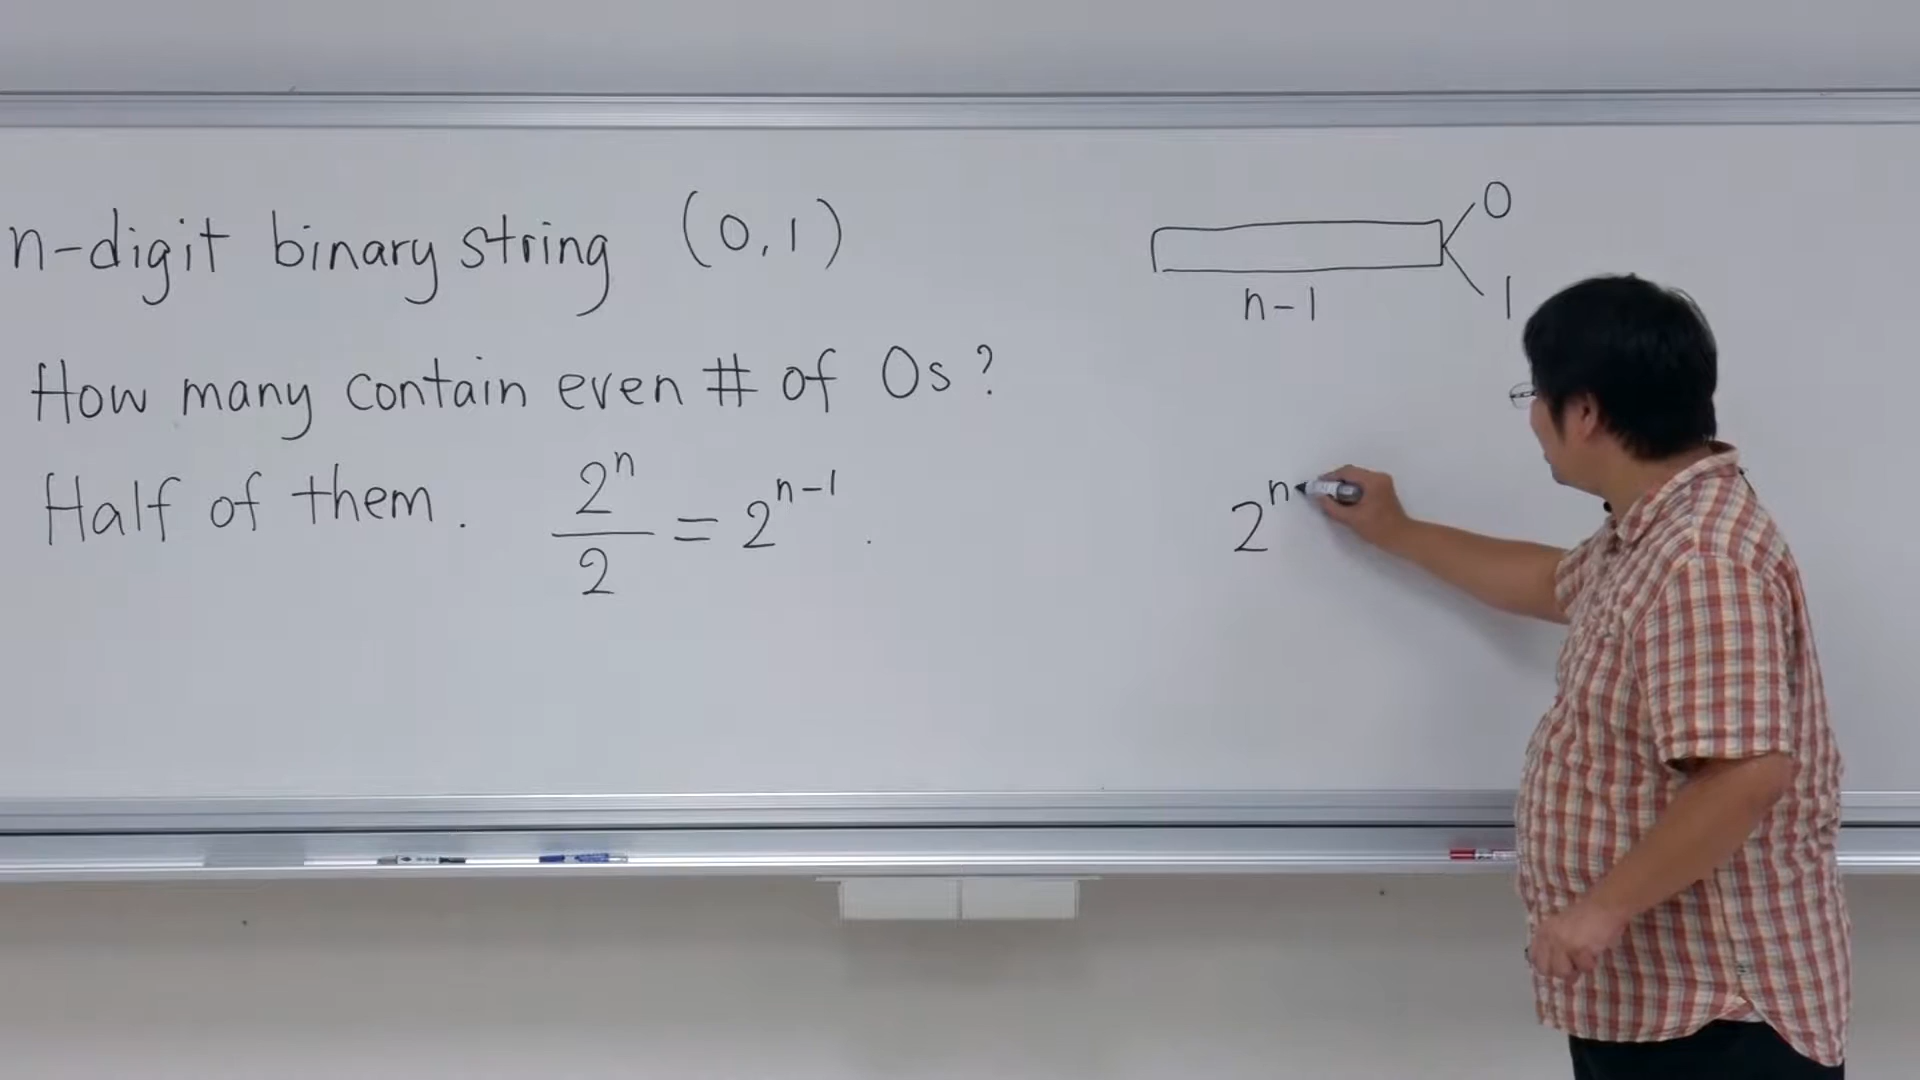 n-digit binary string (0,1)
How many contain even # of 0s?
Half of them. 2^n / 2 = 2^{n-1}.
0
n-1
1
2^n